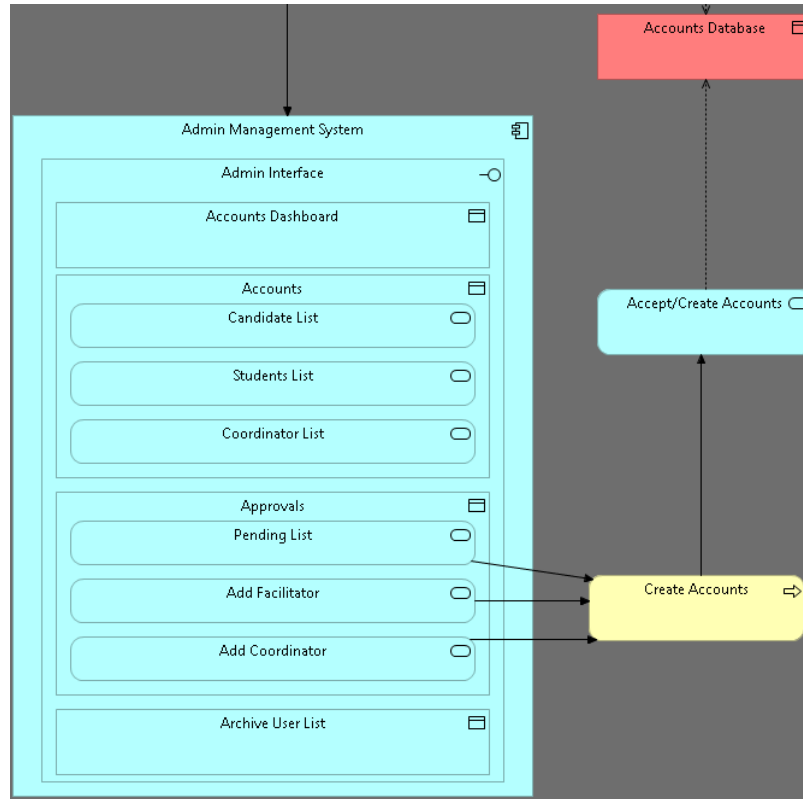 Accounts Database
Admin Management System
Admin Interface
Accounts Dashboard
Accounts
Candidate List
Students List
Coordinator List
Accept/Create Accounts
Approvals
Pending List
Add Facilitator
Add Coordinator
Create Accounts
Archive User List